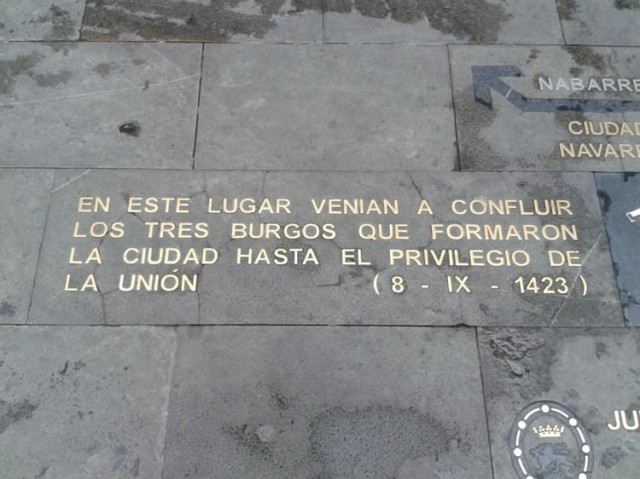 NABARRE
CIUDAD
NAVARR
EN ESTE LUGAR VENIAN A CONFLUIR
LOS TRES BURGOS QUE FORMARON
LA CIUDAD HASTA EL PRIVILEGIO DE
LA UNIÓN (8 - IX - 1423)
JU